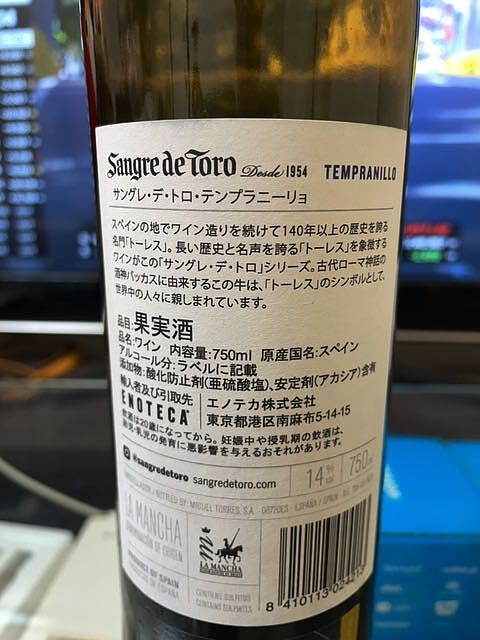 Sangre de Toro Desde 1954 TEMPRANILLO
サングレ・デ・トロ・テンプラニーリョ
スペインの地でワイン造りを続けて140年以上の歴史を誇る
名門「トーレス」。長い歴史と名声を誇る「トーレス」を象徴する
ワインがこの「サングレ・デ・トロ」シリーズ。古代ローマ神話の
酒神バッカスに由来するこの牛は、「トーレス」のシンボルとして、
世界中の人々に親しまれています。
品目:果実酒
品名:ワイン 内容量:750ml 原産国名:スペイン
アルコール分:ラベルに記載
添加物:酸化防止剤(亜硫酸塩)、安定剤(アカシア)含有
輸入者及び引取先
ENOTECA
エノテカ株式会社
東京都港区南麻布5-14-15
飲酒は20歳になってから。妊娠中や授乳期の飲酒は、
胎児・乳児の発育に悪影響を与えるおそれがあります。
@sangredetoro sangredetoro.com
14% vol 750ml
BOTTLED BY: MIGUEL TORRES, S.A. ESPAÑA / SPAIN
LA MANCHA
DENOMINACIÓN DE ORIGEN
LA MANCHA
PRODUCT OF SPAIN
CONTIENE SULFITOS
CONTAINS SULPHITES
8 410113 024213